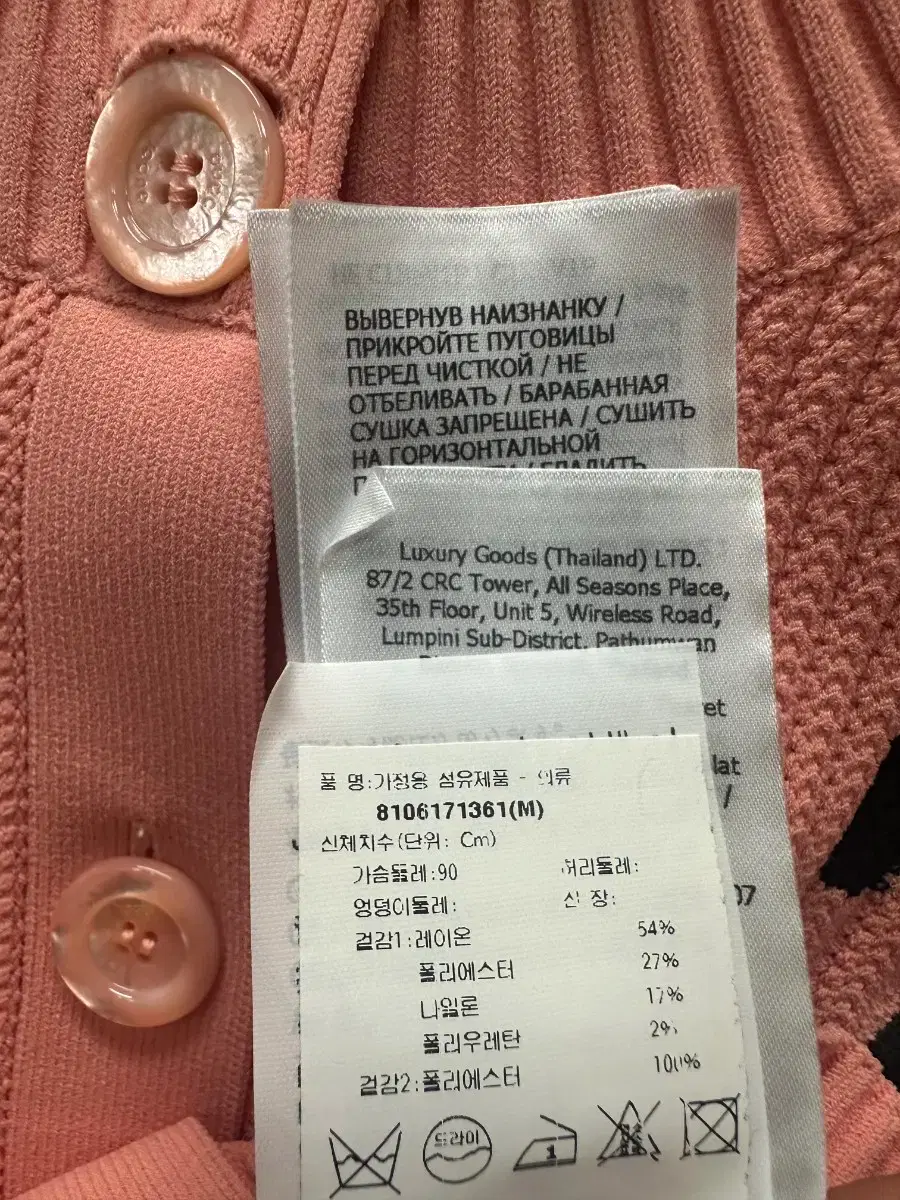 ВЫВЕРНУВ НАИЗНАНКУ /
ПРИКРОЙТЕ ПУГОВИЦЫ
ПЕРЕД ЧИСТКОЙ / НЕ
ОТБЕЛИВАТЬ / БАРАБАННАЯ
СУШКА ЗАПРЕЩЕНА / СУШИТЬ
НА ГОРИЗОНТАЛЬНОЙ
/ ГЛАДИТЬ
Luxury Goods (Thailand) LTD.
87/2 CRC Tower, All Seasons Place,
35th Floor, Unit 5, Wireless Road,
Lumpini Sub-District, Pathumwan
품 명:가정용 섬유제품 - 의류
8106171361(M)
신체치수(단위: Cm)
가슴둘레:90 허리둘레:
엉덩이둘레: 신 장:
겉감1:레이온 54%
폴리에스터 27%
나일론 17%
폴리우레탄 2%
겉감2:폴리에스터 100%
드라이
1